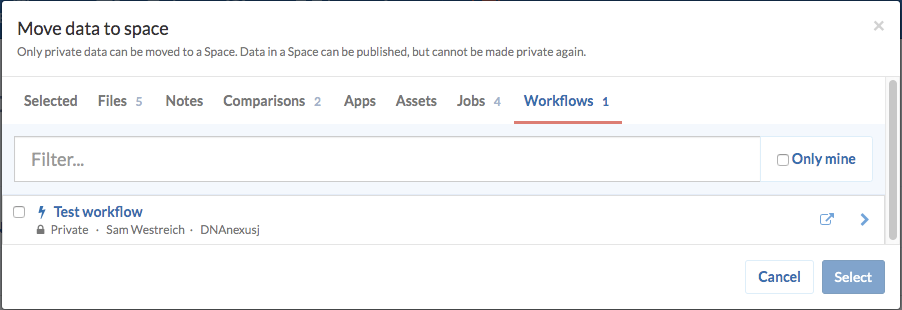 Move data to space
×
Only private data can be moved to a Space. Data in a Space can be published, but cannot be made private again.
Selected Files 5 Notes Comparisons 2 Apps Assets Jobs 4 Workflows 1
Filter... Only mine
Test workflow
Private · Sam Westreich · DNAnexusj
Cancel Select